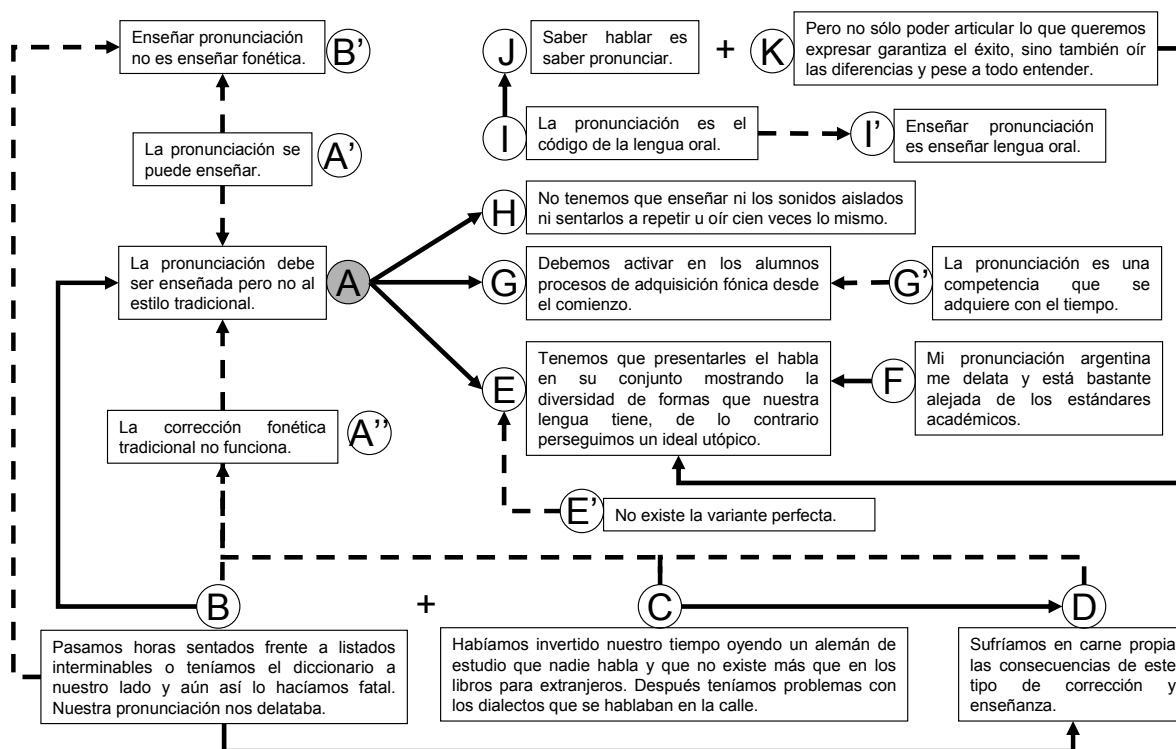 Enseñar pronunciación
no es enseñar fonética.
B'
J
Saber hablar es
saber pronunciar.
+
K
Pero no sólo poder articular lo que queremos
expresar garantiza el éxito, sino también oír
las diferencias y pese a todo entender.
La pronunciación se
puede enseñar.
A'
I
La pronunciación es el
código de la lengua oral.
I'
Enseñar pronunciación
es enseñar lengua oral.
H
No tenemos que enseñar ni los sonidos aislados
ni sentarlos a repetir u oír cien veces lo mismo.
La pronunciación debe
ser enseñada pero no al
estilo tradicional.
A
G
Debemos activar en los alumnos
procesos de adquisición fónica desde
el comienzo.
G'
La pronunciación es una
competencia que se
adquiere con el tiempo.
E
Tenemos que presentarles el habla
en su conjunto mostrando la
diversidad de formas que nuestra
lengua tiene, de lo contrario
perseguimos un ideal utópico.
F
Mi pronunciación argentina
me delata y está bastante
alejada de los estándares
académicos.
La corrección fonética
tradicional no funciona.
A''
E'
No existe la variante perfecta.
B
+
C
D
Pasamos horas sentados frente a listados
interminables o teníamos el diccionario a
nuestro lado y aún así lo hacíamos fatal.
Nuestra pronunciación nos delataba.
Habíamos invertido nuestro tiempo oyendo un alemán de
estudio que nadie habla y que no existe más que en los
libros para extranjeros. Después teníamos problemas con
los dialectos que se hablaban en la calle.
Sufríamos en carne propia
las consecuencias de este
tipo de corrección y
enseñanza.